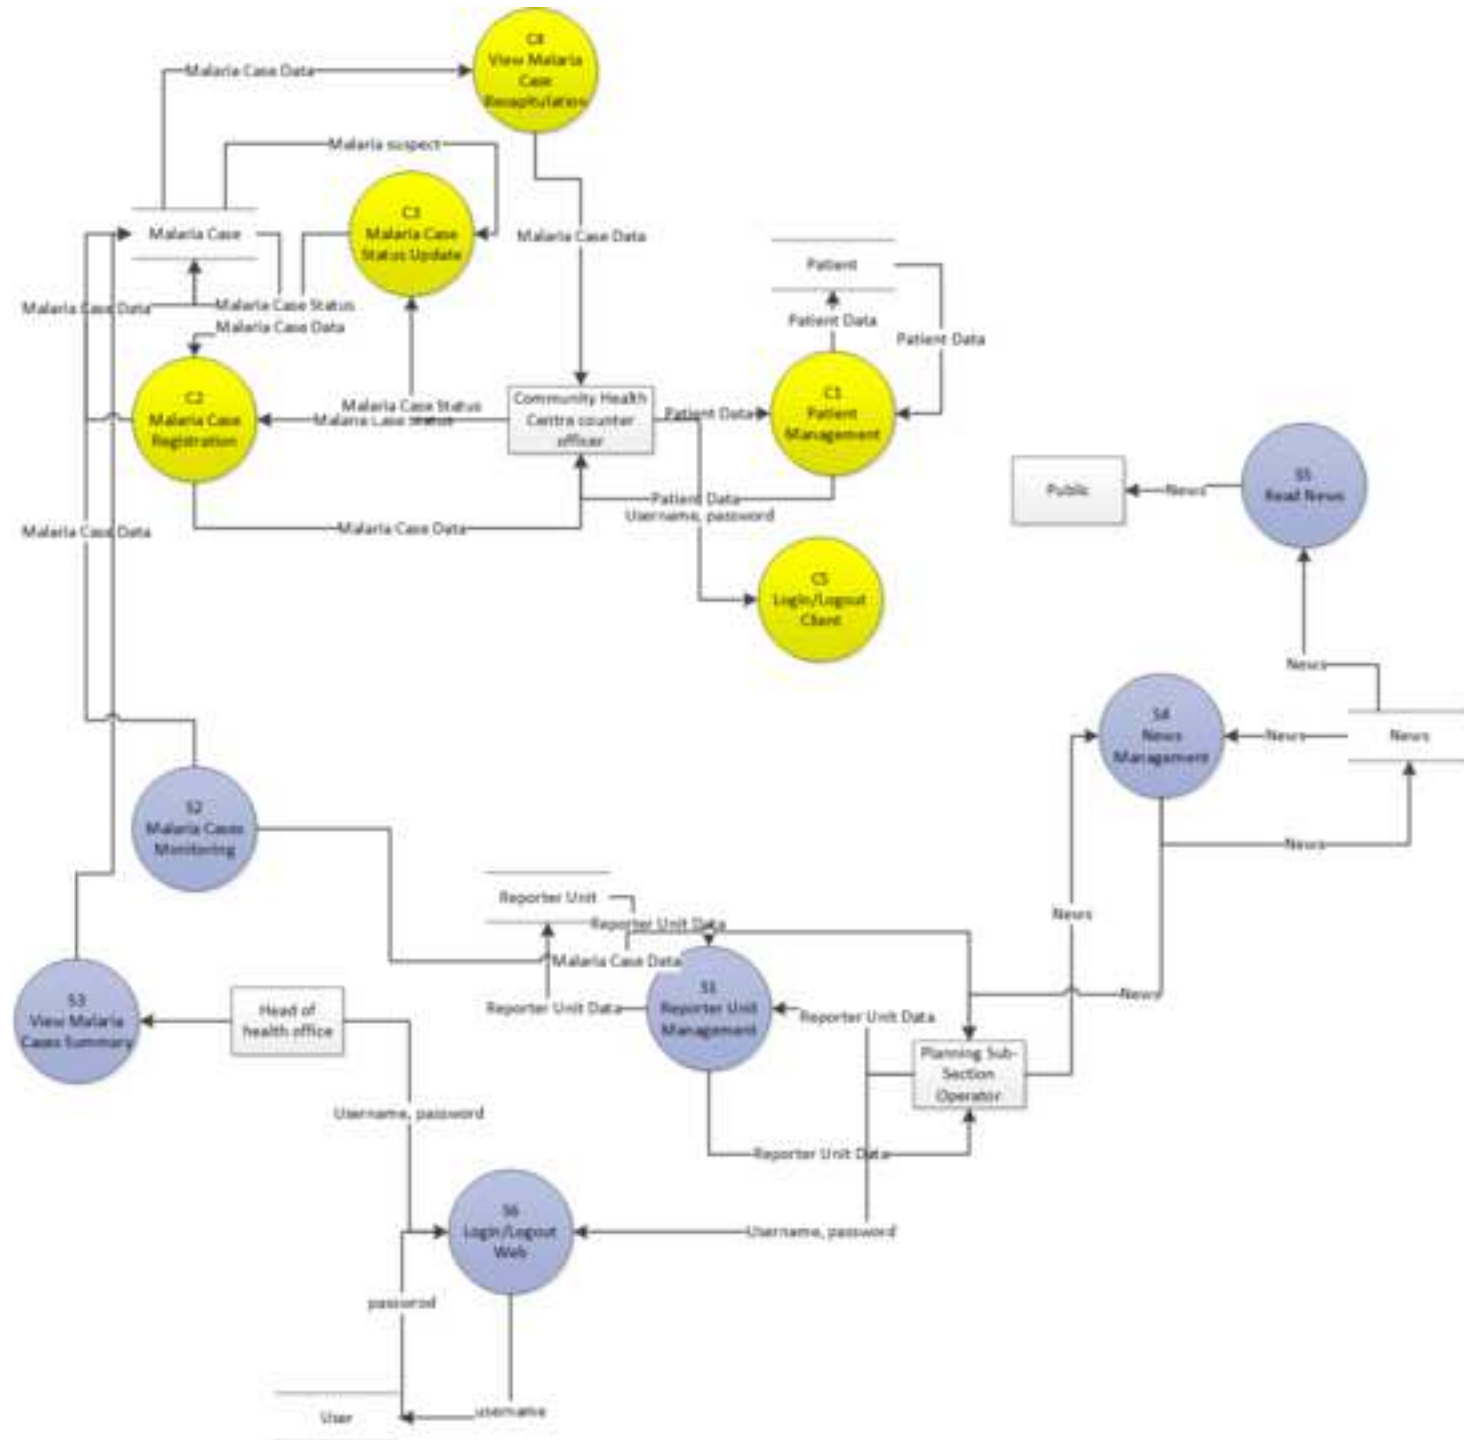 C4
View Malaria
Case
Recapitulation
Malaria Case Data
Malaria suspect
C3
Malaria Case
Status Update
Malaria Case
Malaria Case Data
Patient
Malaria Case Data
Malaria Case Status
Malaria Case Data
Patient Data
Patient Data
C2
Malaria Case
Registration
Malaria Case Status
Malaria Case Status
Community Health
Centre counter
officer
Patient Data
C1
Patient
Management
Patient Data
Username, password
Malaria Case Data
Malaria Case Data
C5
Login/Logout
Client
Public
News
S5
Read News
News
S4
News
Management
News
News
News
S2
Malaria Cases
Monitoring
Reporter Unit
Reporter Unit Data
News
Malaria Case Data
News
S3
View Malaria
Cases Summary
Head of
health office
Reporter Unit Data
S1
Reporter Unit
Management
Reporter Unit Data
Planning Sub-
Section
Operator
Username, password
Reporter Unit Data
S6
Login/Logout
Web
Username, password
passwrod
username
User